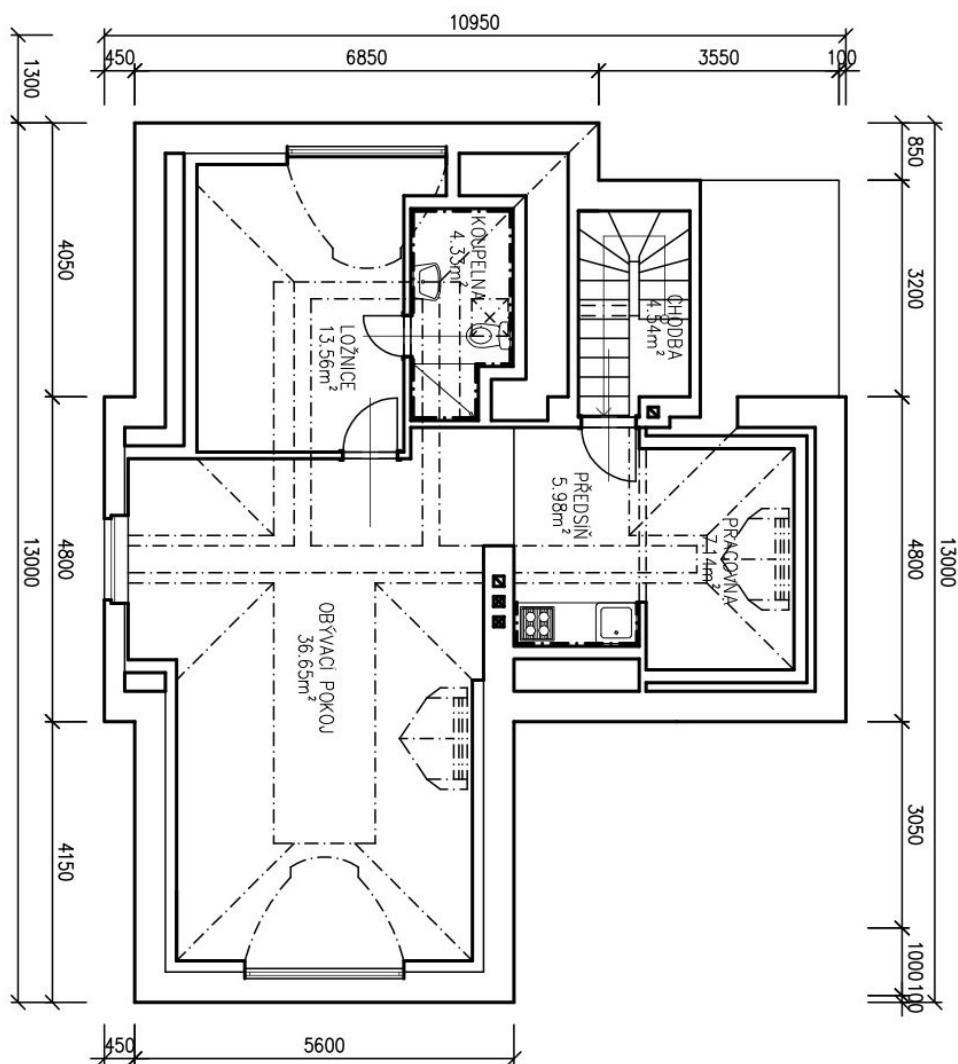 10950
450
6850
3550
100
1300
4050
4800
13000
4150
850
3200
4800
13000
3050
1000
100
KOUPELNA
4.33m²
CHODBA
4.54m²
LOŽNICE
13.56m²
PŘEDSÍŇ
5.98m²
PRACOVNA
7.14m²
OBÝVACÍ POKOJ
36.65m²
450
5600